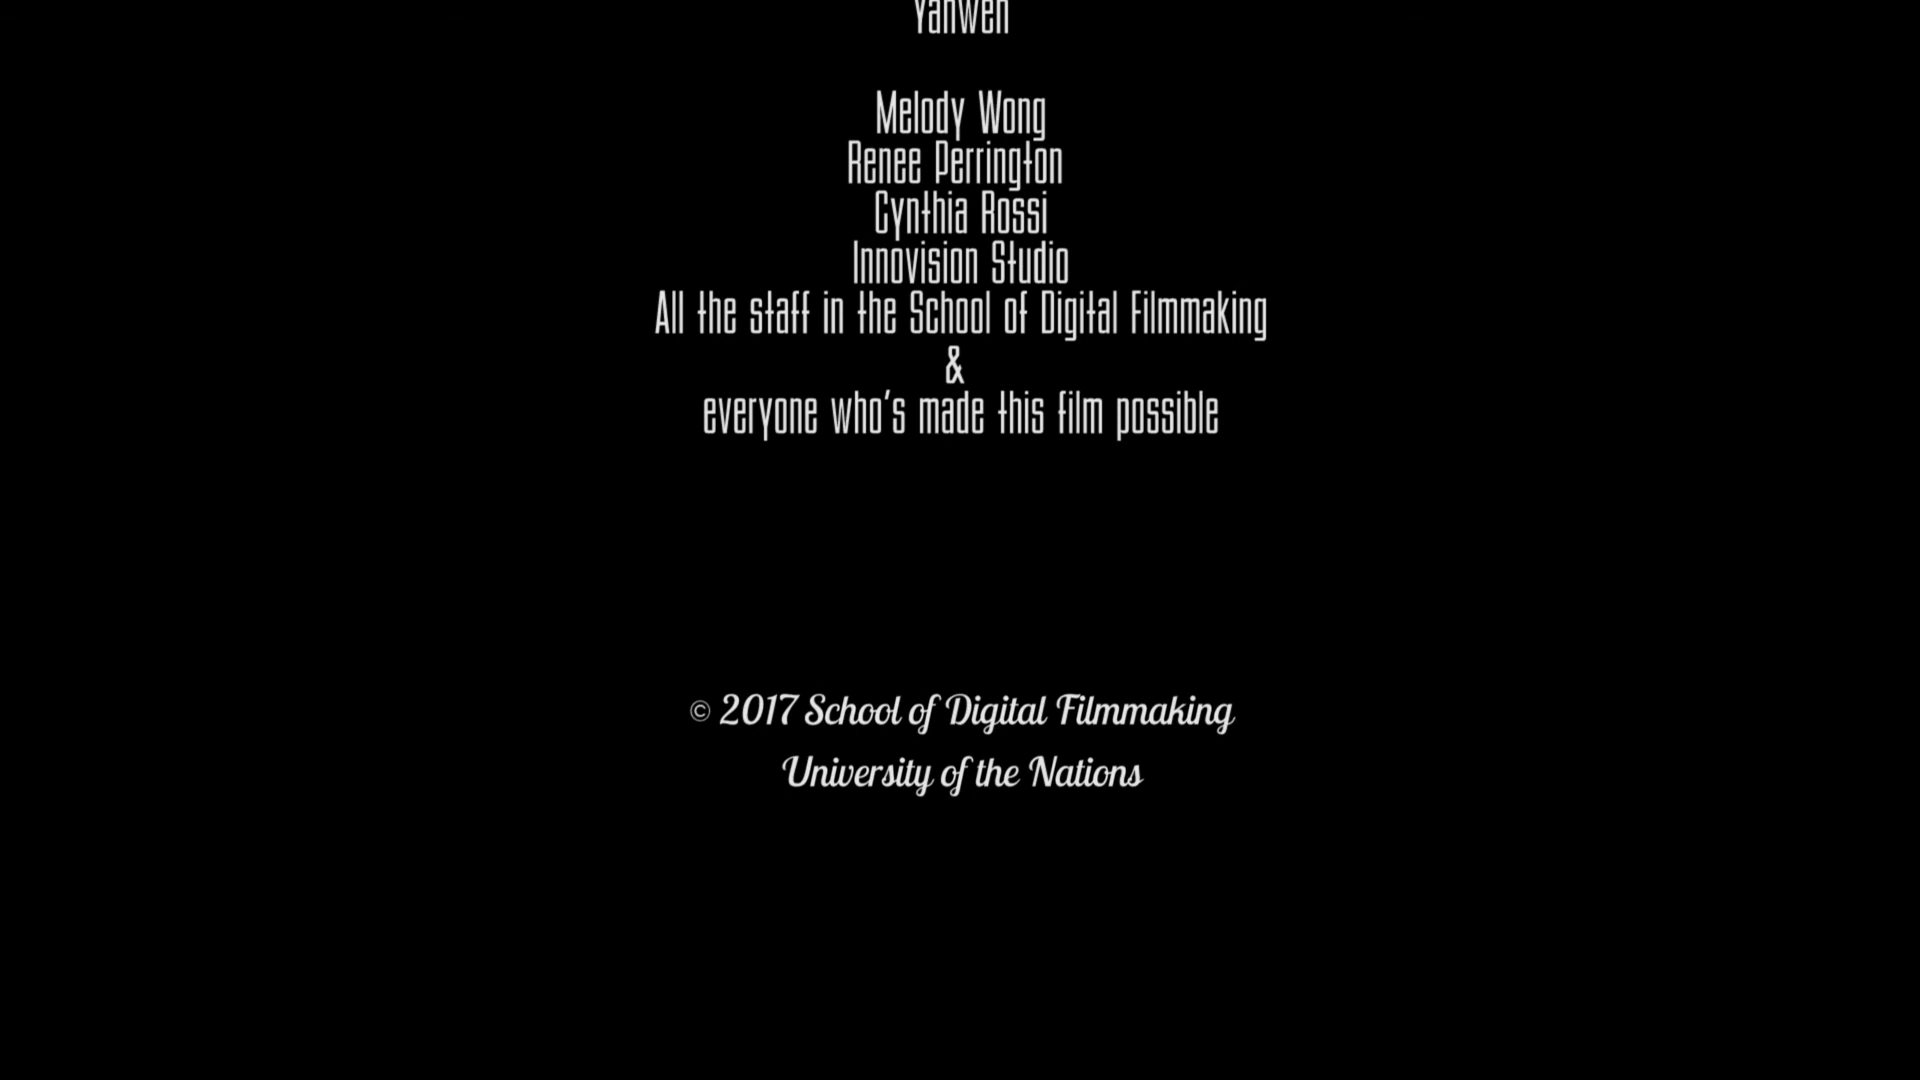 Melody Wong
Renee Perrington
Cynthia Rossi
Innovision Studio
All the staff in the School of Digital Filmmaking
&
everyone who's made this film possible
© 2017 School of Digital Filmmaking
University of the Nations